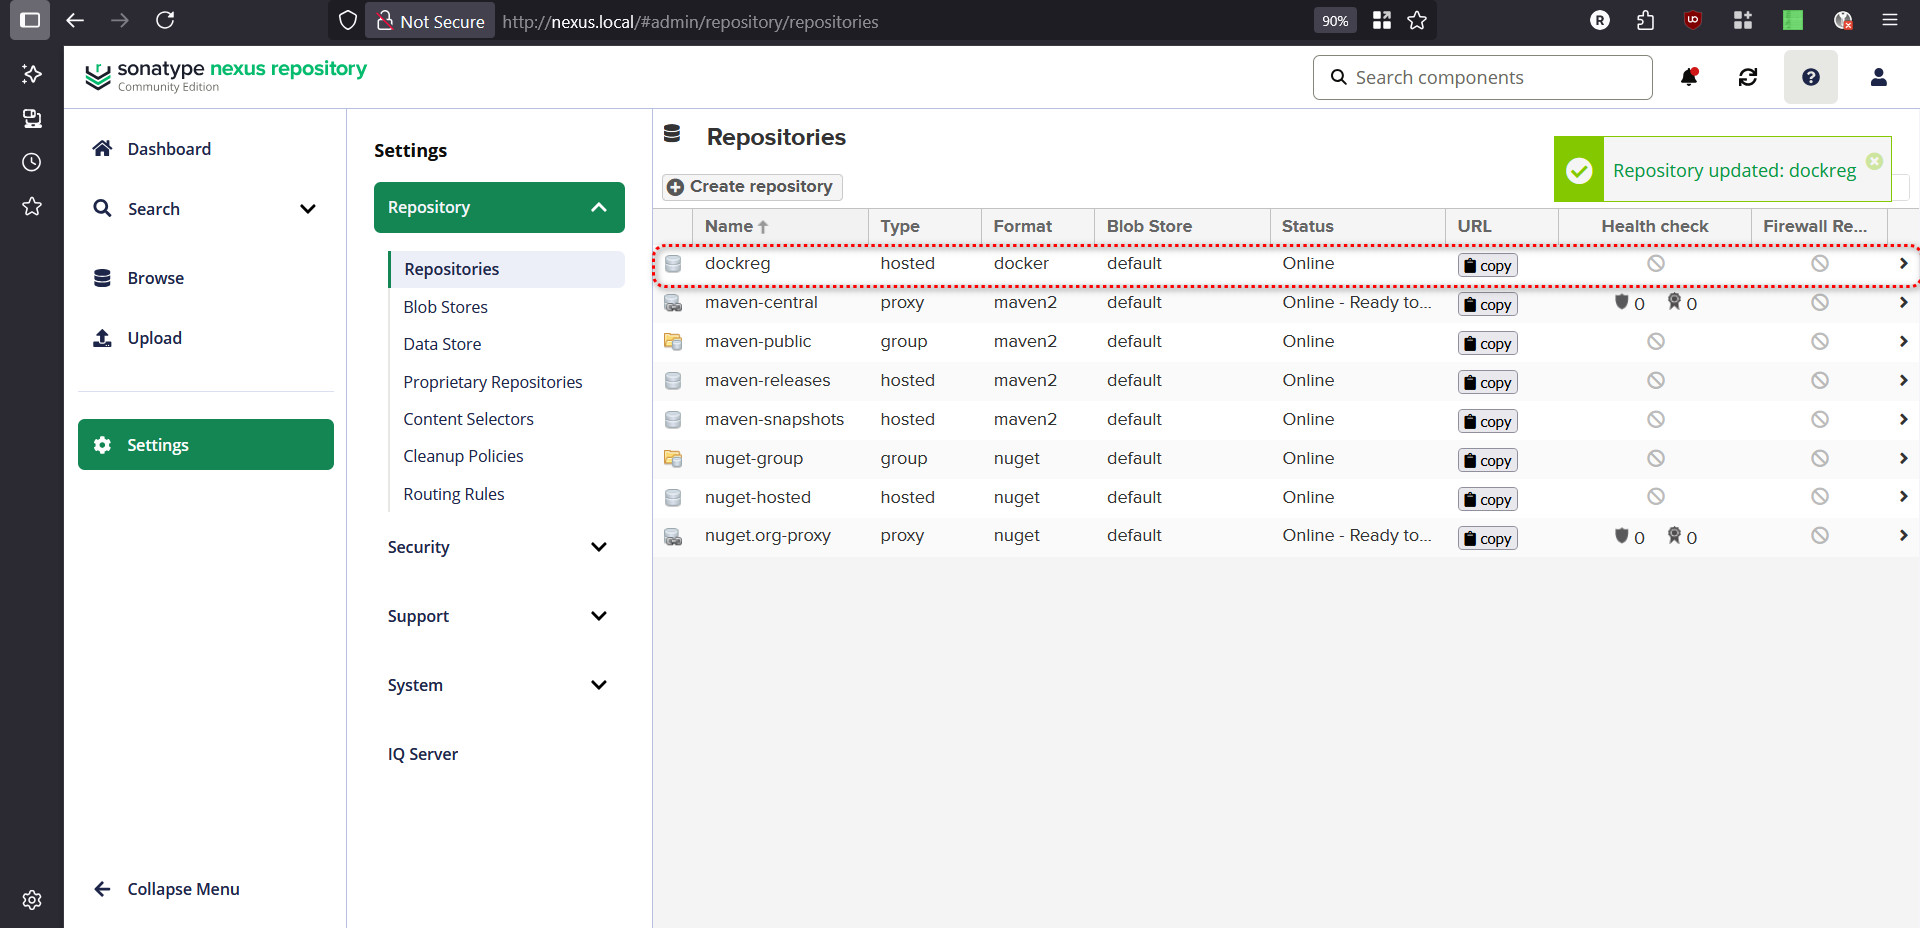 Not Secure
http://nexus.local/#admin/repository/repositories
90%
sonatype nexus repository
Community Edition
Search components
Dashboard
Search
Browse
Upload
Settings
Collapse Menu
Settings
Repository
Repositories
Blob Stores
Data Store
Proprietary Repositories
Content Selectors
Cleanup Policies
Routing Rules
Security
Support
System
IQ Server
Repositories
Repository updated: dockreg
Create repository
Name Type Format Blob Store Status URL Health check Firewall Re...
dockreg hosted docker default Online copy
maven-central proxy maven2 default Online - Ready to... copy 0 0
maven-public group maven2 default Online copy
maven-releases hosted maven2 default Online copy
maven-snapshots hosted maven2 default Online copy
nuget-group group nuget default Online copy
nuget-hosted hosted nuget default Online copy
nuget.org-proxy proxy nuget default Online - Ready to... copy 0 0